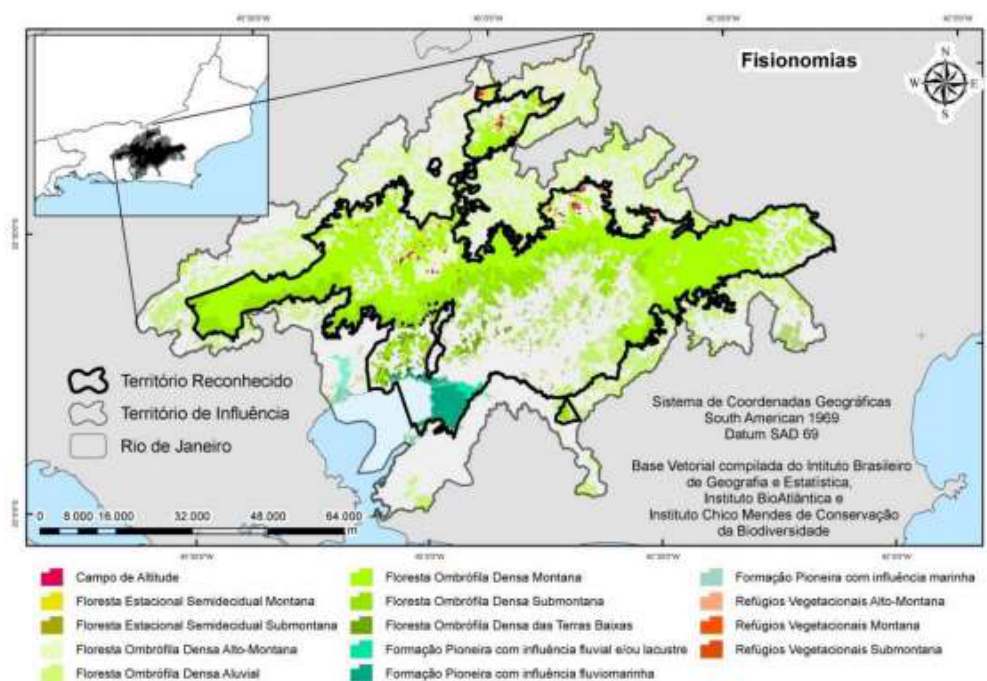 Fisionomias
N
W E
S
Território Reconhecido
Território de Influência
Rio de Janeiro
Sistema de Coordenadas Geográficas
South American 1969
Datum SAD 69
Base Vetorial compilada do Intituto Brasileiro
de Geografia e Estatística,
Instituto BioAtlântica e
Instituto Chico Mendes de Conservação
da Biodiversidade
0 8.000 16.000 32.000 48.000 64.000
m
Campo de Altitude
Floresta Estacional Semidecidual Montana
Floresta Estacional Semidecidual Submontana
Floresta Ombrófila Densa Alto-Montana
Floresta Ombrófila Densa Aluvial
Floresta Ombrófila Densa Montana
Floresta Ombrófila Densa Submontana
Floresta Ombrófila Densa das Terras Baixas
Formação Pioneira com influência fluvial e/ou lacustre
Formação Pioneira com influência fluviomarinha
Formação Pioneira com influência marinha
Refúgios Vegetacionais Alto-Montana
Refúgios Vegetacionais Montana
Refúgios Vegetacionais Submontana